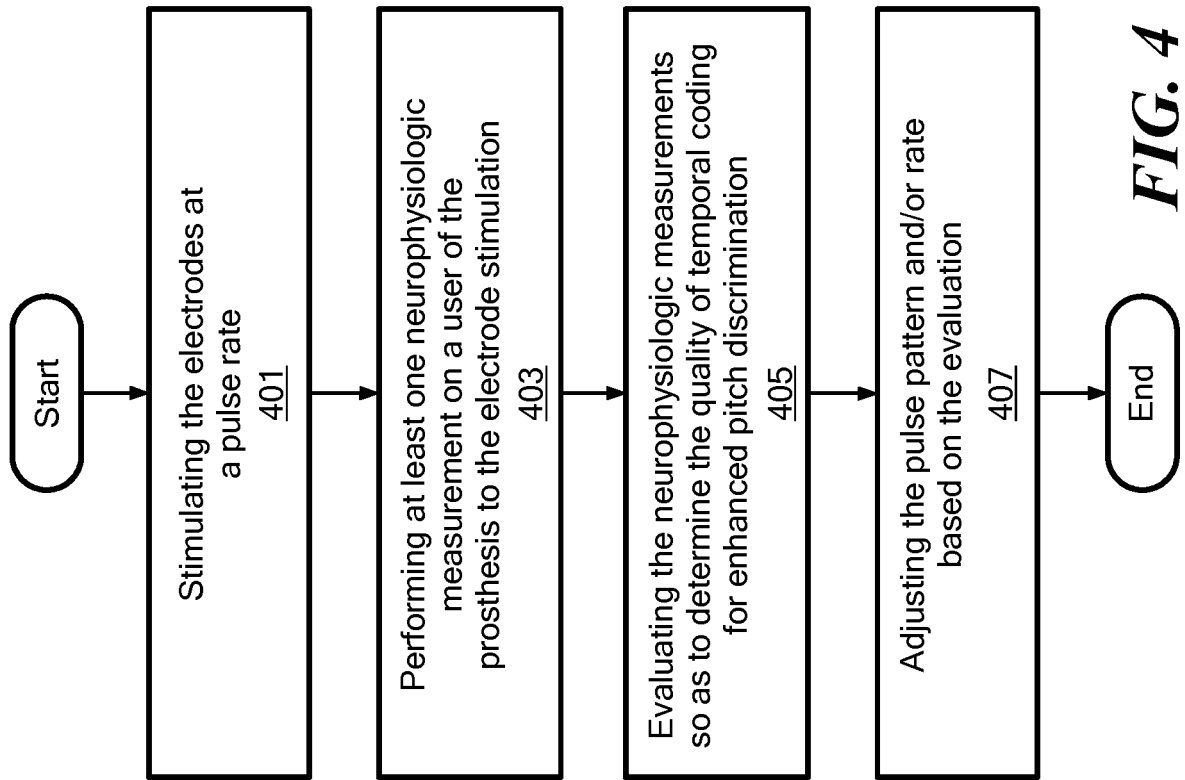 Start
Stimulating the electrodes at
a pulse rate
401
Performing at least one neurophysiologic
measurement on a user of the
prosthesis to the electrode stimulation
403
Evaluating the neurophysiologic measurements
so as to determine the quality of temporal coding
for enhanced pitch discrimination
405
Adjusting the pulse pattern and/or rate
based on the evaluation
407
End
FIG. 4